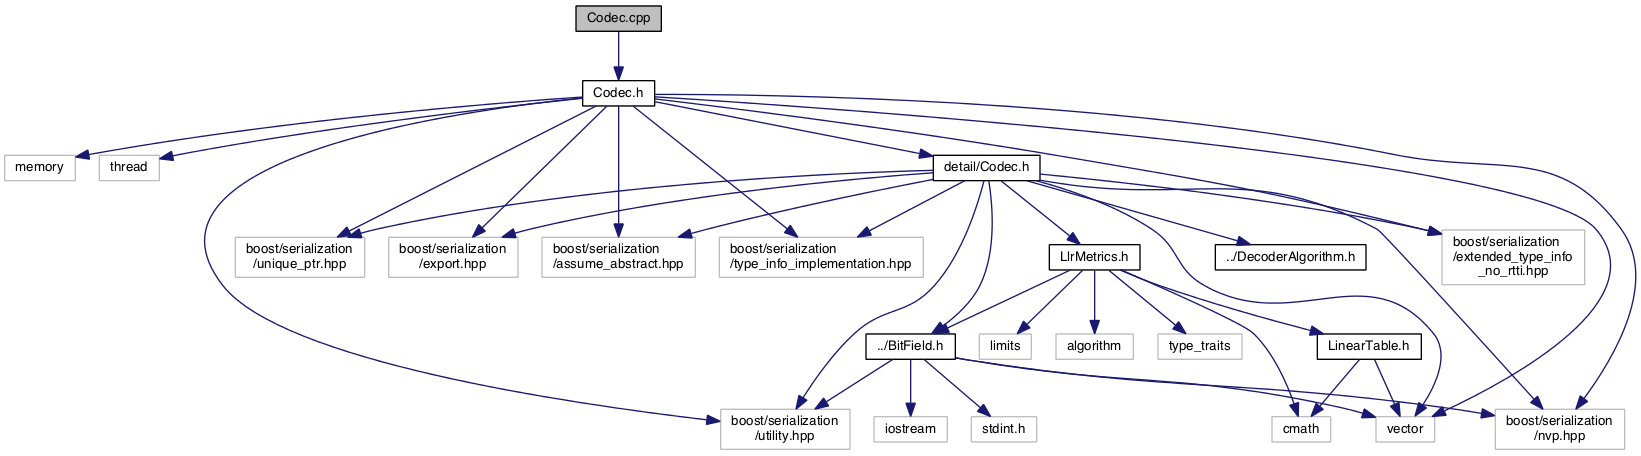 Codec.cpp
Codec.h
memory
thread
detail/Codec.h
boost/serialization
/unique_ptr.hpp
boost/serialization
/export.hpp
boost/serialization
/assume_abstract.hpp
boost/serialization
/type_info_implementation.hpp
LlrMetrics.h
../DecoderAlgorithm.h
boost/serialization
/extended_type_info
_no_rtti.hpp
../BitField.h
limits
algorithm
type_traits
LinearTable.h
boost/serialization
/utility.hpp
iostream
stdint.h
cmath
vector
boost/serialization
/nvp.hpp